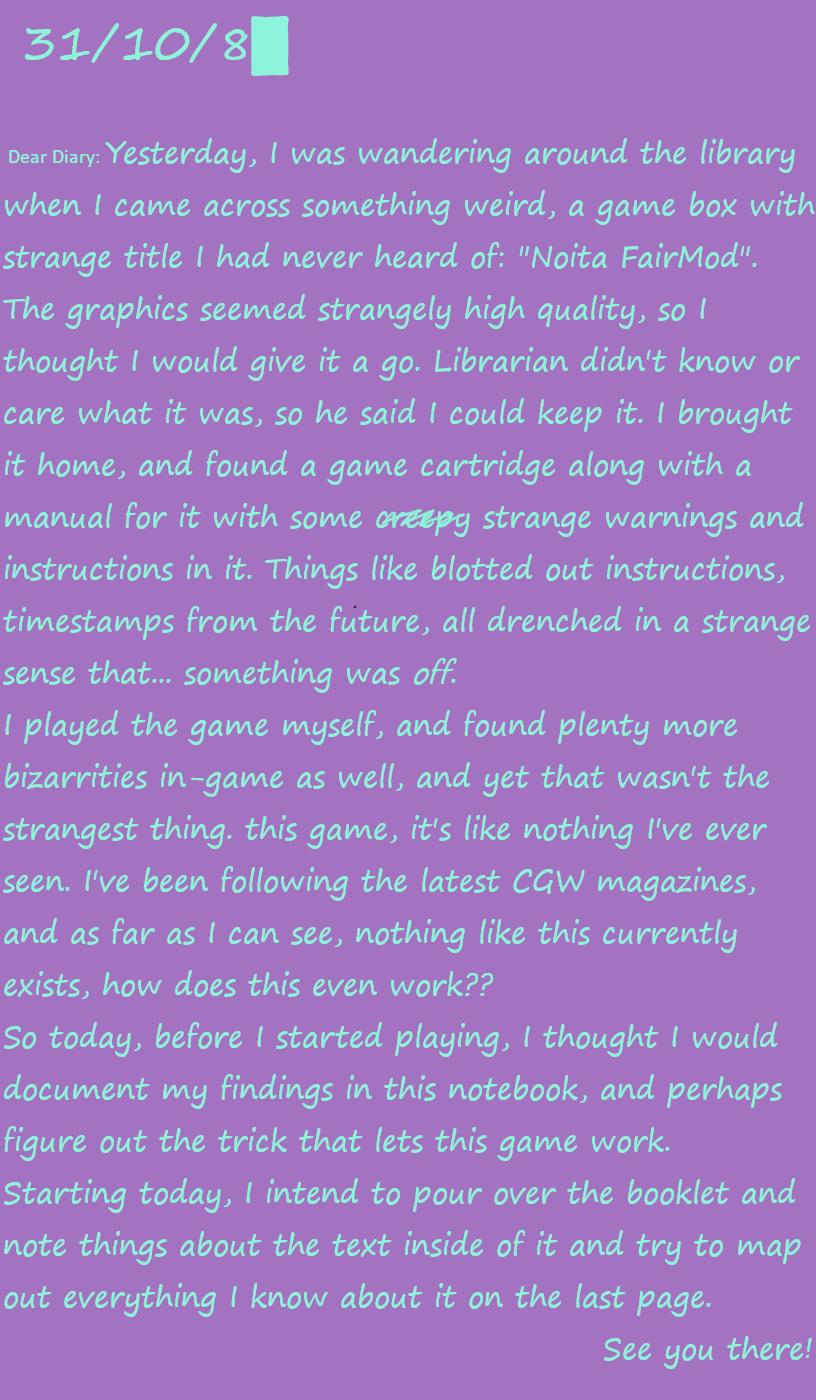 31/10/8
Dear Diary: Yesterday, I was wandering around the library
when I came across something weird, a game box with
strange title I had never heard of: "Noita FairMod".
The graphics seemed strangely high quality, so I
thought I would give it a go. Librarian didn't know or
care what it was, so he said I could keep it. I brought
it home, and found a game cartridge along with a
manual for it with some creepy strange warnings and
instructions in it. Things like blotted out instructions,
timestamps from the future, all drenched in a strange
sense that... something was off.
I played the game myself, and found plenty more
bizarrities in-game as well, and yet that wasn't the
strangest thing. this game, it's like nothing I've ever
seen. I've been following the latest CGW magazines,
and as far as I can see, nothing like this currently
exists, how does this even work??
So today, before I started playing, I thought I would
document my findings in this notebook, and perhaps
figure out the trick that lets this game work.
Starting today, I intend to pour over the booklet and
note things about the text inside of it and try to map
out everything I know about it on the last page.
See you there!